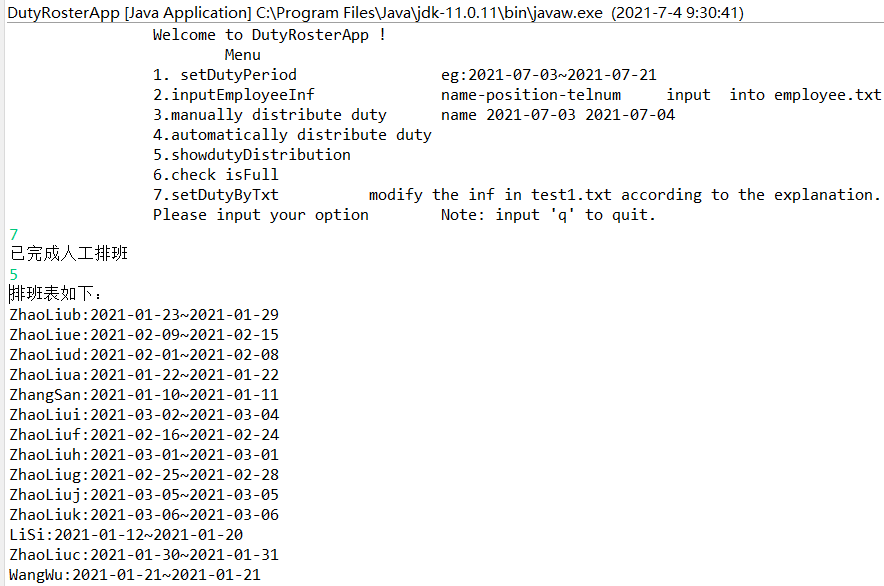 DutyRosterApp [Java Application] C:\Program Files\Java\jdk-11.0.11\bin\javaw.exe (2021-7-4 9:30:41)
Welcome to DutyRosterApp !
Menu
1. setDutyPeriod eg:2021-07-03~2021-07-21
2.inputEmployeeInf name-position-telnum input into employee.txt
3.manually distribute duty name 2021-07-03 2021-07-04
4.automatically distribute duty
5.showdutyDistribution
6.check isFull
7.setDutyByTxt modify the inf in test1.txt according to the explanation.
Please input your option Note: input 'q' to quit.
7
已完成人工排班
5
排班表如下：
ZhaoLiub:2021-01-23~2021-01-29
ZhaoLiue:2021-02-09~2021-02-15
ZhaoLiud:2021-02-01~2021-02-08
ZhaoLiua:2021-01-22~2021-01-22
ZhangSan:2021-01-10~2021-01-11
ZhaoLiui:2021-03-02~2021-03-04
ZhaoLiuf:2021-02-16~2021-02-24
ZhaoLiuh:2021-03-01~2021-03-01
ZhaoLiug:2021-02-25~2021-02-28
ZhaoLiuj:2021-03-05~2021-03-05
ZhaoLiuk:2021-03-06~2021-03-06
LiSi:2021-01-12~2021-01-20
ZhaoLiuc:2021-01-30~2021-01-31
WangWu:2021-01-21~2021-01-21